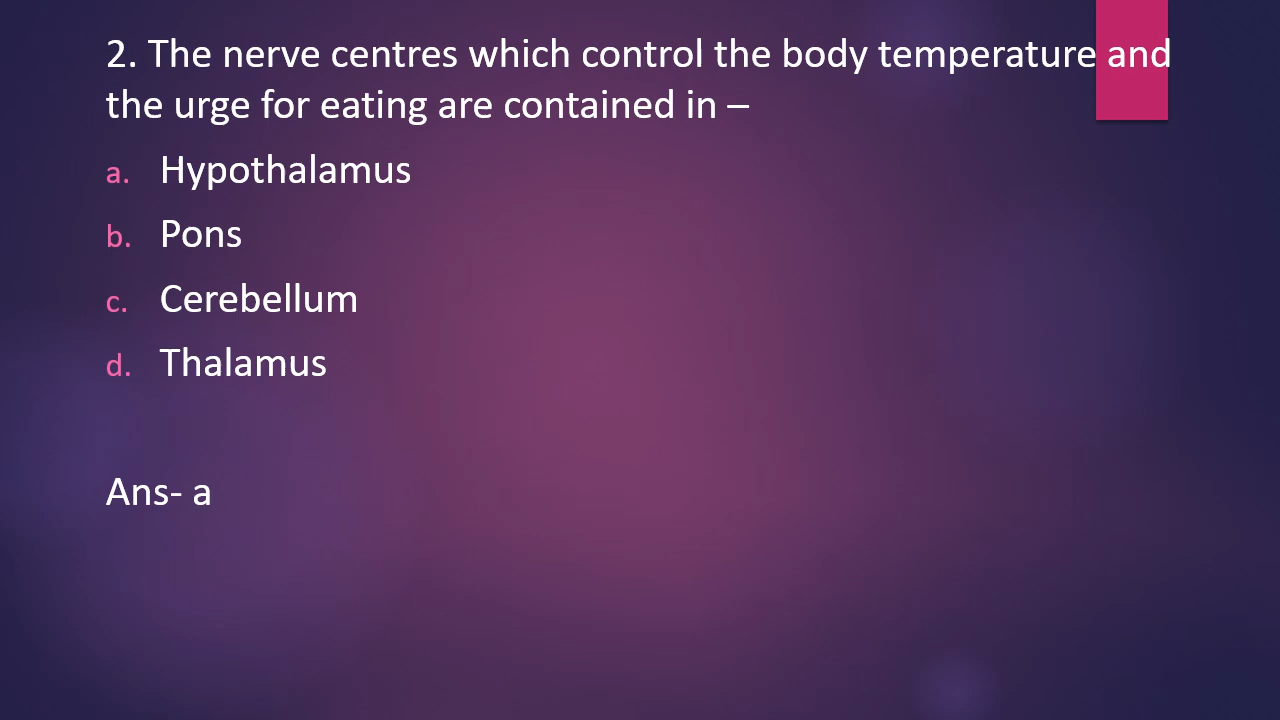 2. The nerve centres which control the body temperature and
the urge for eating are contained in –
a. Hypothalamus
b. Pons
c. Cerebellum
d. Thalamus
Ans- a